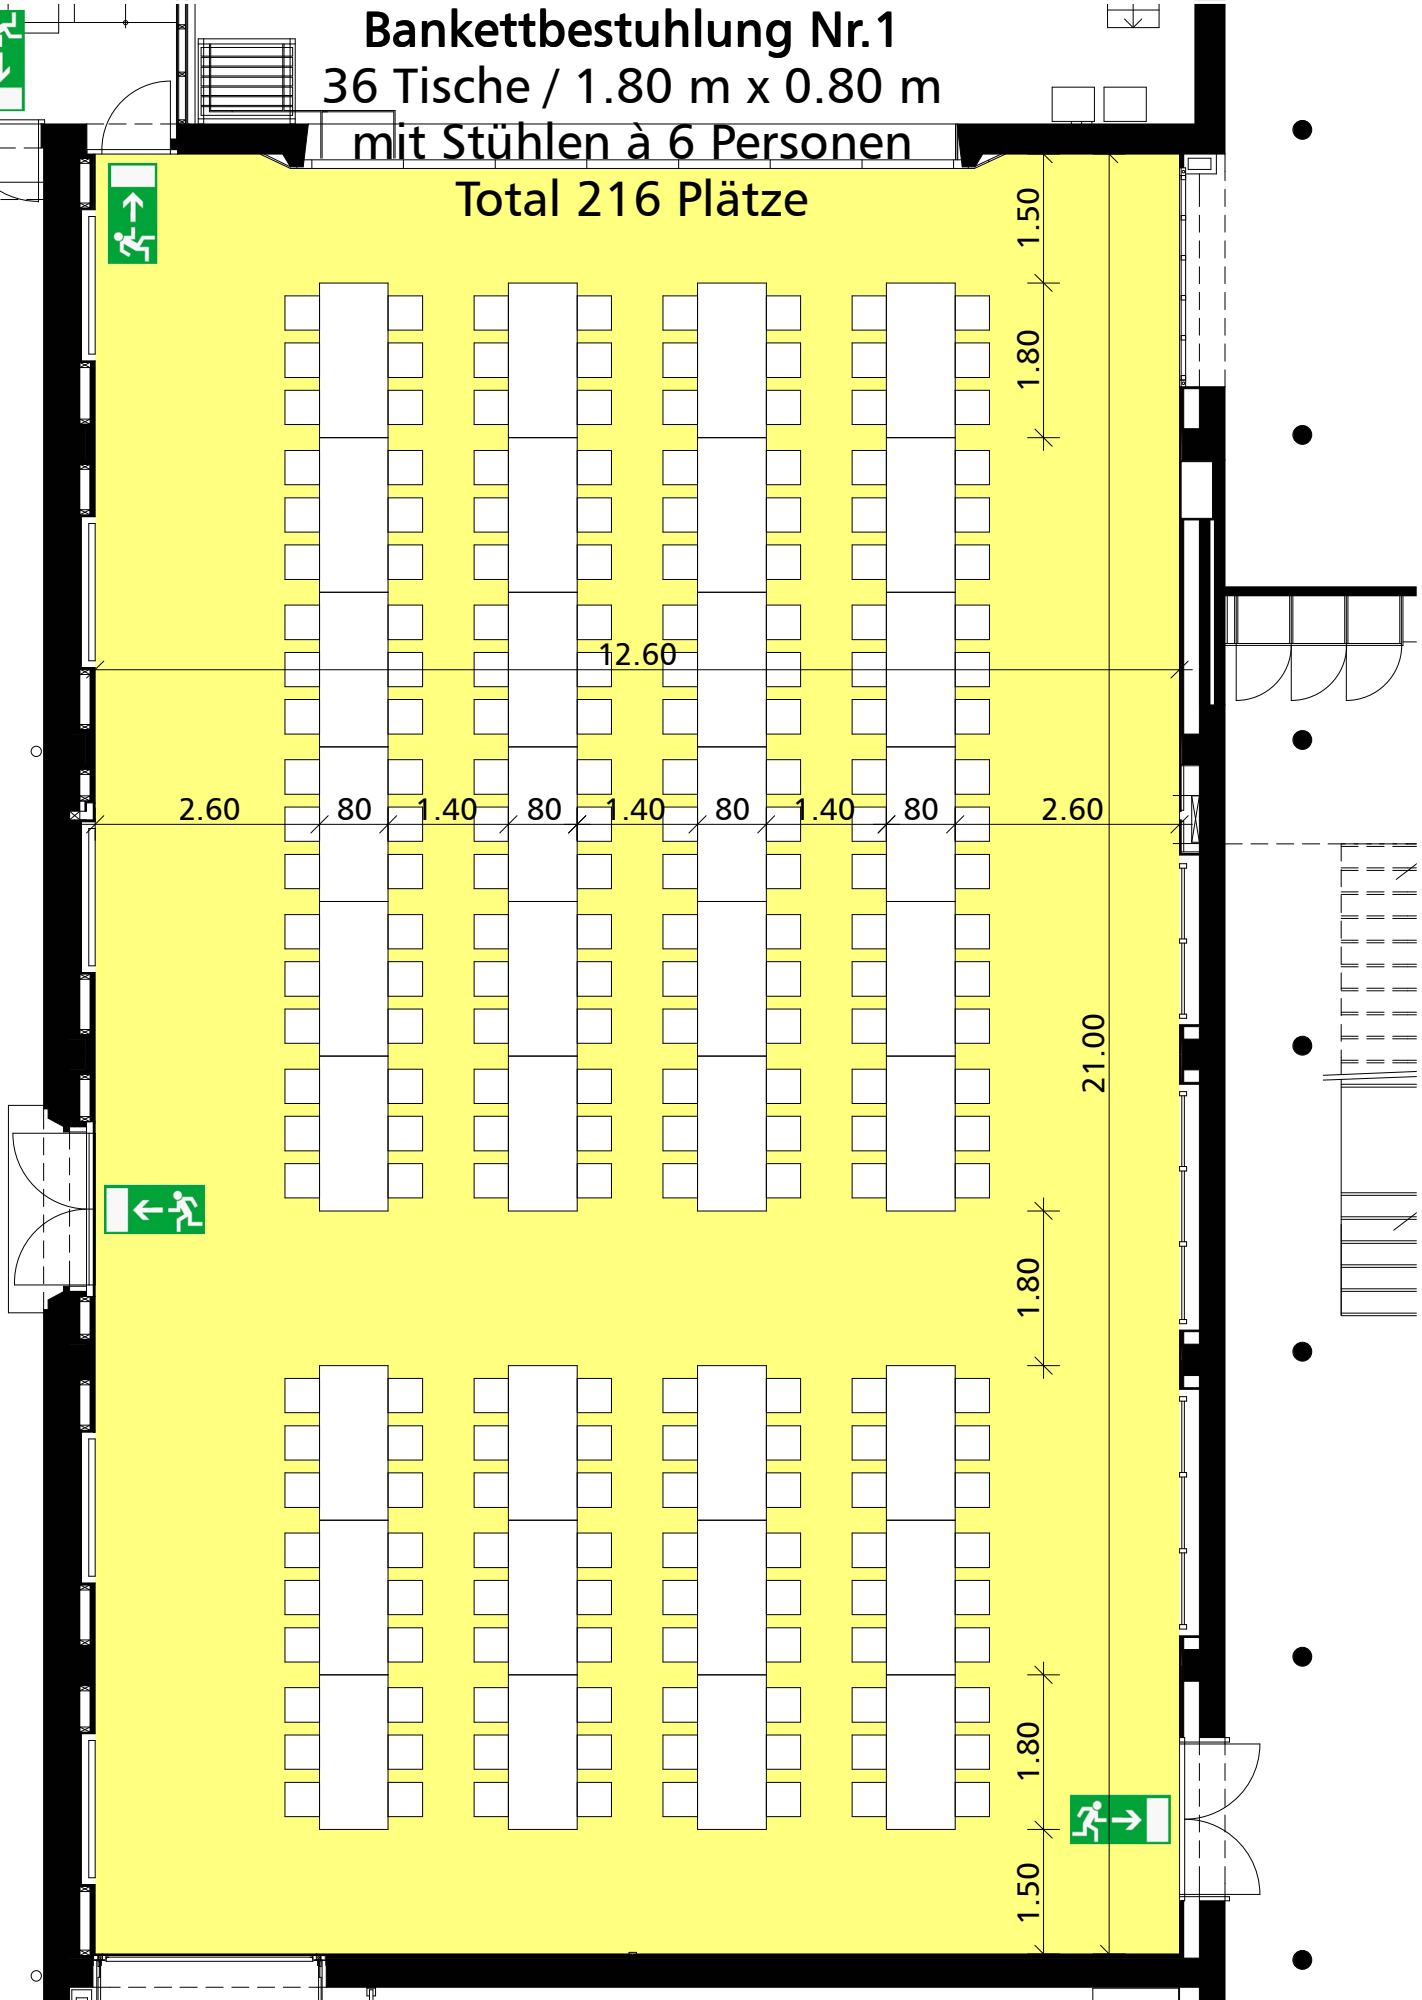 Bankettbestuhlung Nr.1
36 Tische / 1.80 m x 0.80 m
mit Stühlen à 6 Personen
Total 216 Plätze
1.50
1.80
12.60
2.60 80 1.40 80 1.40 80 1.40 80 2.60
21.00
1.80
1.80
1.50